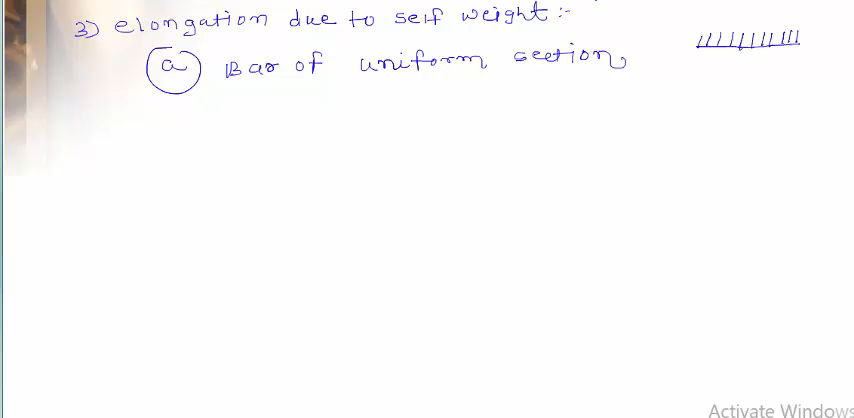 3) elongation due to self weight :-
(a) Bar of uniform section
Activate Windows